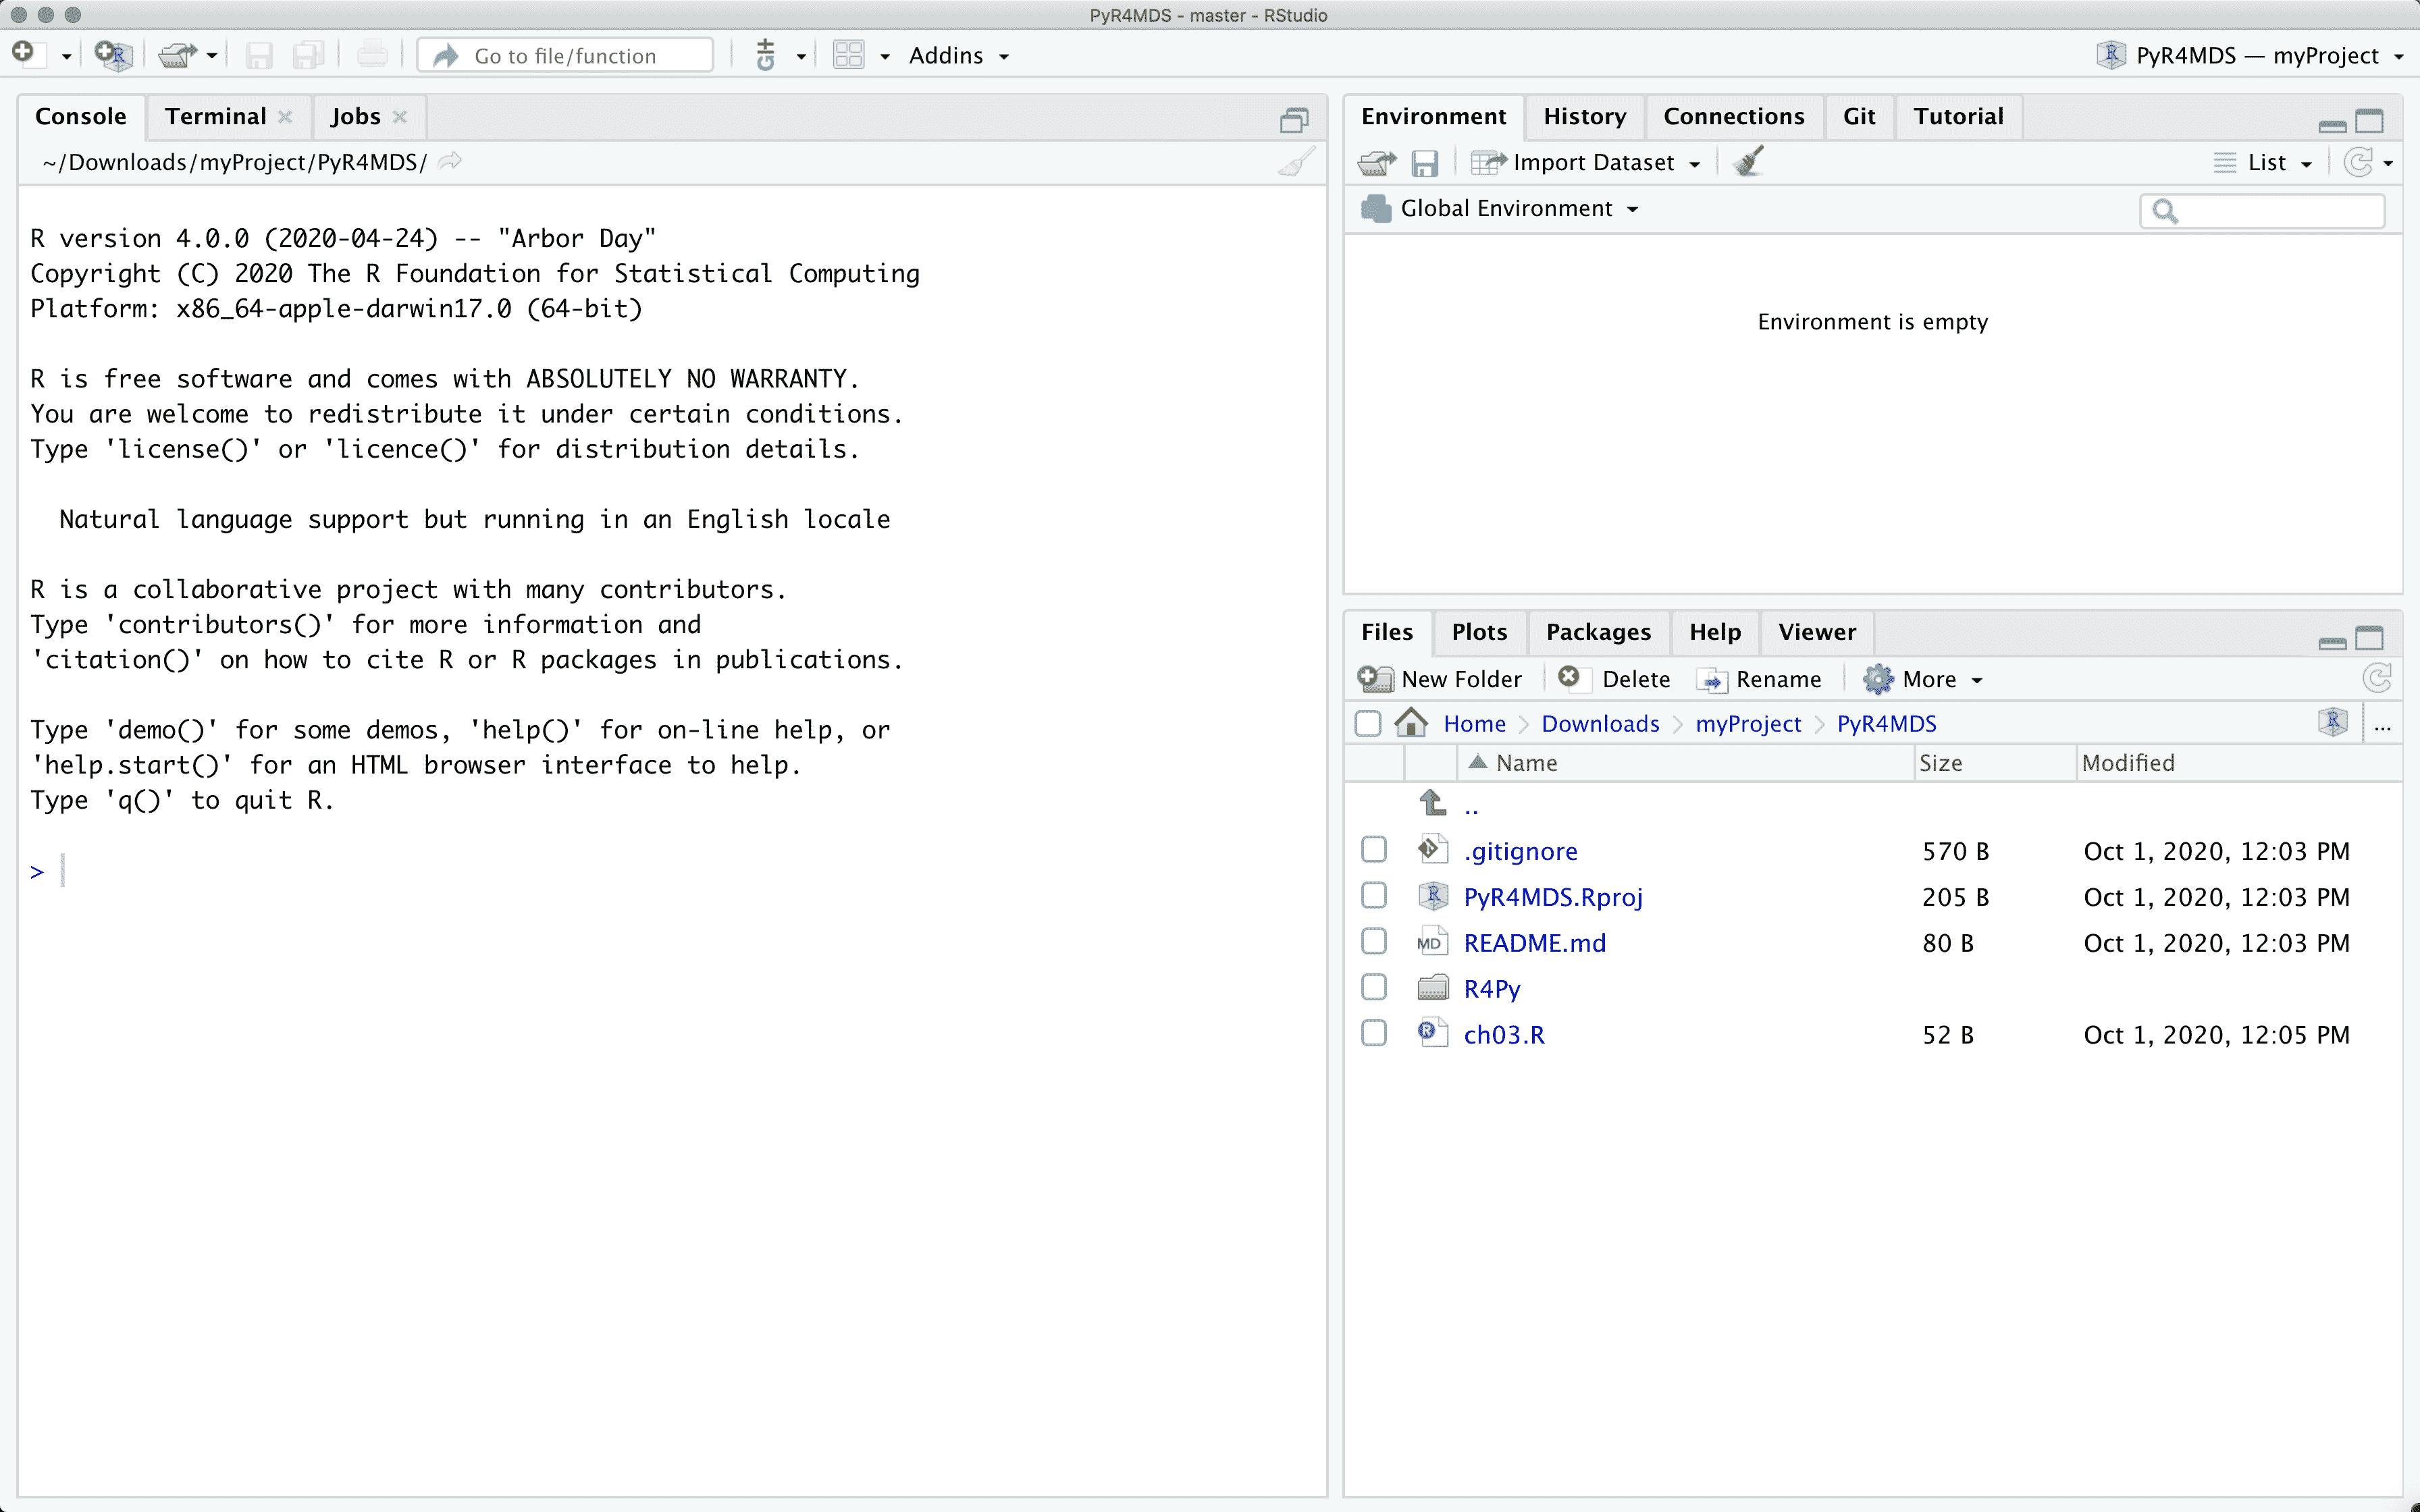 PyR4MDS - master - RStudio
Go to file/function
Addins
PyR4MDS — myProject
Console Terminal Jobs
~/Downloads/myProject/PyR4MDS/
R version 4.0.0 (2020-04-24) -- "Arbor Day"
Copyright (C) 2020 The R Foundation for Statistical Computing
Platform: x86_64-apple-darwin17.0 (64-bit)
R is free software and comes with ABSOLUTELY NO WARRANTY.
You are welcome to redistribute it under certain conditions.
Type 'license()' or 'licence()' for distribution details.
Natural language support but running in an English locale
R is a collaborative project with many contributors.
Type 'contributors()' for more information and
'citation()' on how to cite R or R packages in publications.
Type 'demo()' for some demos, 'help()' for on-line help, or
'help.start()' for an HTML browser interface to help.
Type 'q()' to quit R.
>
Environment History Connections Git Tutorial
Import Dataset List
Global Environment
Environment is empty
Files Plots Packages Help Viewer
New Folder Delete Rename More
Home Downloads myProject PyR4MDS ...
Name Size Modified
..
.gitignore 570 B Oct 1, 2020, 12:03 PM
PyR4MDS.Rproj 205 B Oct 1, 2020, 12:03 PM
MD README.md 80 B Oct 1, 2020, 12:03 PM
R4Py
ch03.R 52 B Oct 1, 2020, 12:05 PM